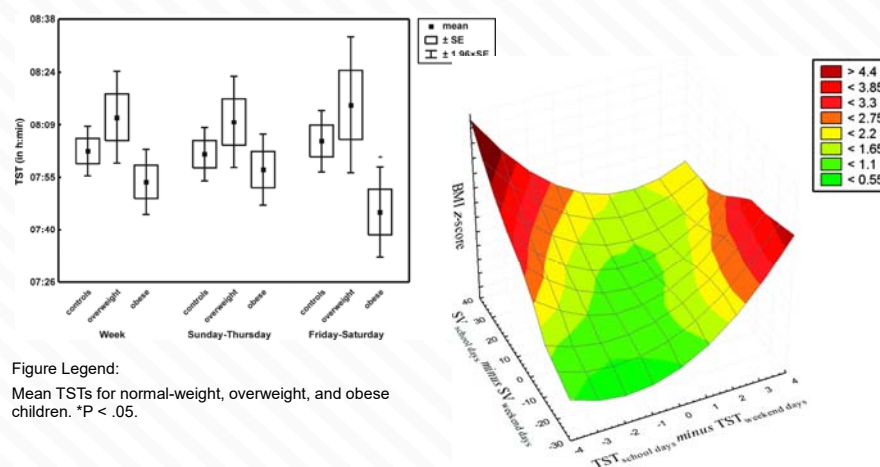 08:38
08:24
08:09
07:55
07:40
07:26
TST (in h:min)
controls
overweight
obese
controls
overweight
obese
controls
overweight
obese
*
Week
Sunday-Thursday
Friday-Saturday
mean
± SE
± 1.96×SE
Figure Legend:
Mean TSTs for normal-weight, overweight, and obese
children. *P < .05.
> 4.4
< 3.85
< 3.3
< 2.75
< 2.2
< 1.65
< 1.1
< 0.55
BMI z-score
40
30
20
10
0
-10
-20
-30
SV school days minus SV weekend days
-4
-3
-2
-1
0
1
2
3
4
TST school days minus TST weekend days